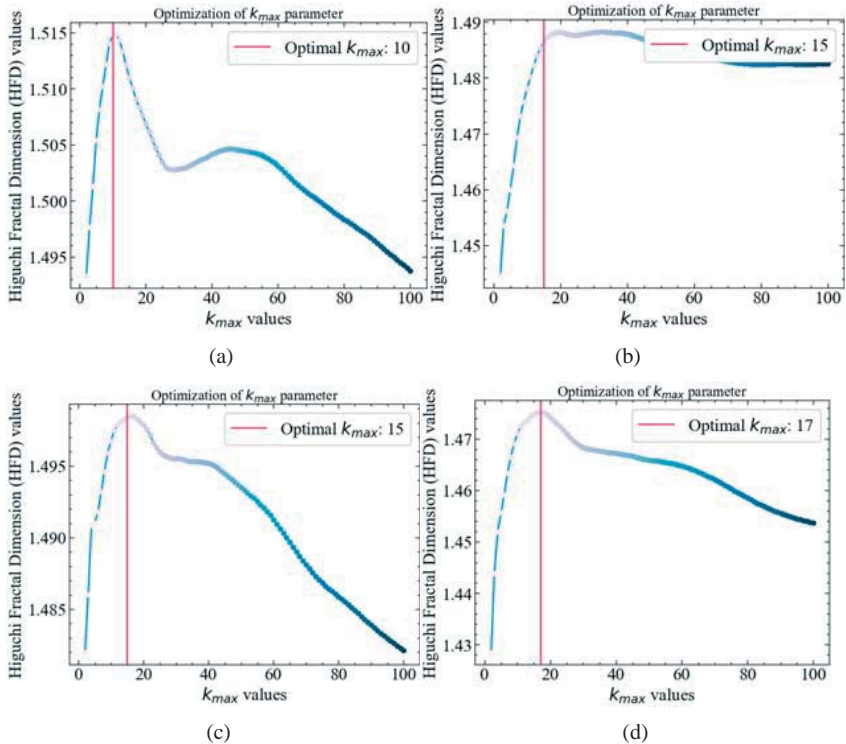 Optimization of k_max parameter
Higuchi Fractal Dimension (HFD) values
1.515
1.510
1.505
1.500
1.495
Optimal k_max: 10
0 20 40 60 80 100
k_max values
(a)
Optimization of k_max parameter
Higuchi Fractal Dimension (HFD) values
1.49
1.48
1.47
1.46
1.45
Optimal k_max: 15
0 20 40 60 80 100
k_max values
(b)
Optimization of k_max parameter
Higuchi Fractal Dimension (HFD) values
1.495
1.490
1.485
Optimal k_max: 15
0 20 40 60 80 100
k_max values
(c)
Optimization of k_max parameter
Higuchi Fractal Dimension (HFD) values
1.47
1.46
1.45
1.44
1.43
Optimal k_max: 17
0 20 40 60 80 100
k_max values
(d)